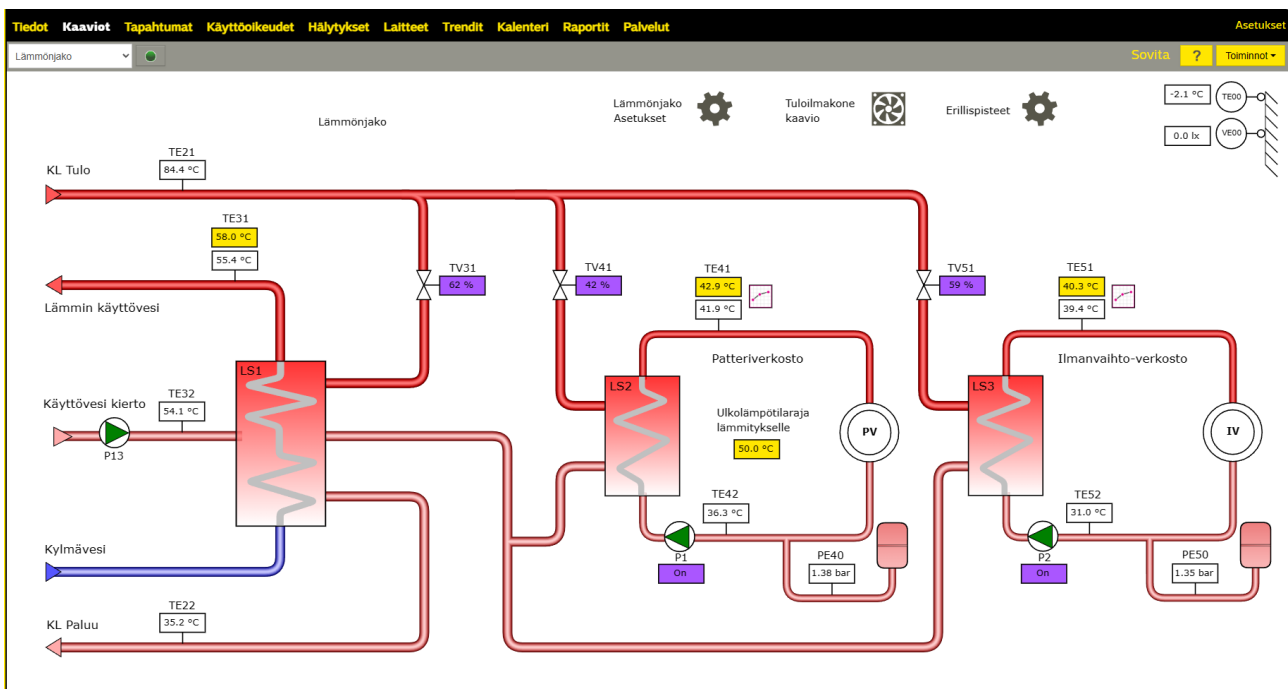 Tiedot Kaaviot Tapahtumat Käyttöoikeudet Hälytykset Laitteet Trendit Kalenteri Raportit Palvelut Asetukset
Lämmönjako Sovita ? Toiminnot
Lämmönjako
Lämmönjako
Asetukset
Tuloilmakone
kaavio
Erillispisteet
-2.1 °C TE00
0.0 lx VE00
TE21
84.4 °C
KL Tulo
TE31
58.0 °C
55.4 °C
Lämmin käyttövesi
TV31
62 %
TV41
42 %
TE41
42.9 °C
41.9 °C
TV51
59 %
TE51
40.3 °C
39.4 °C
Patteriverkosto
Ilmanvaihto-verkosto
LS1
LS2
LS3
Käyttövesi kierto
TE32
54.1 °C
P13
Ulkolämpötilaraja
lämmitykselle
50.0 °C
PV
IV
TE42
36.3 °C
TE52
31.0 °C
P1
On
PE40
1.38 bar
P2
On
PE50
1.35 bar
Kylmävesi
TE22
35.2 °C
KL Paluu